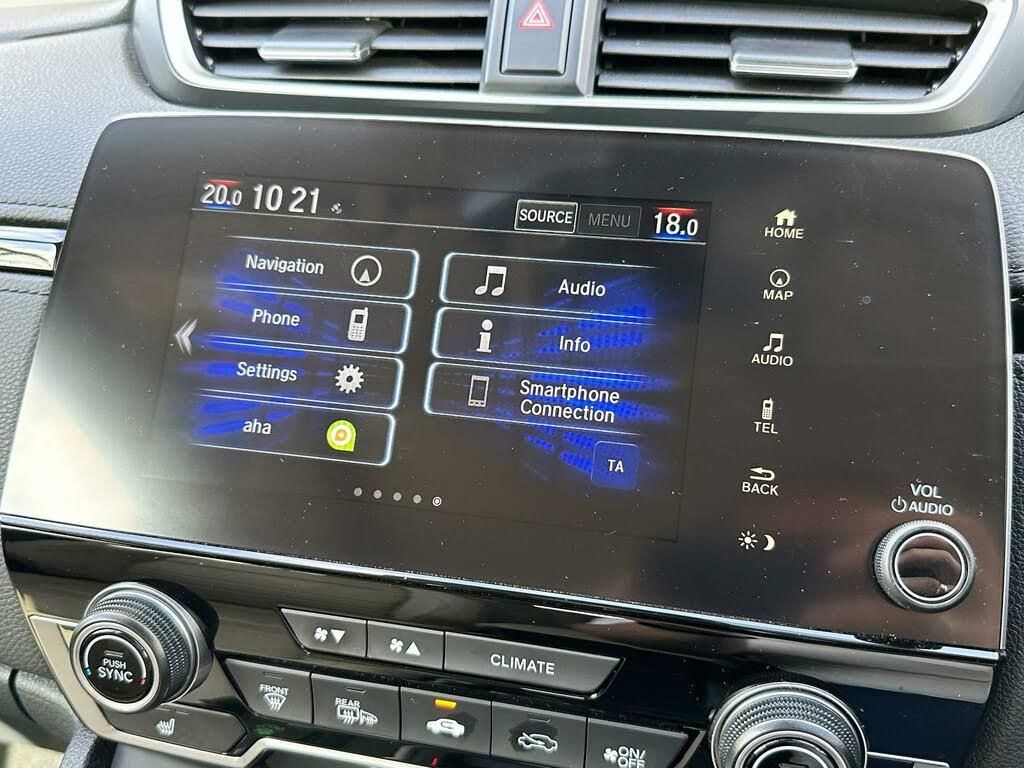 20.0 10 21 SOURCE MENU 18.0
Navigation
Phone
Settings
aha
Audio
Info
Smartphone
Connection
TA
HOME
MAP
AUDIO
TEL
BACK
VOL
AUDIO
PUSH
SYNC
CLIMATE
FRONT
REAR
ON/
OFF